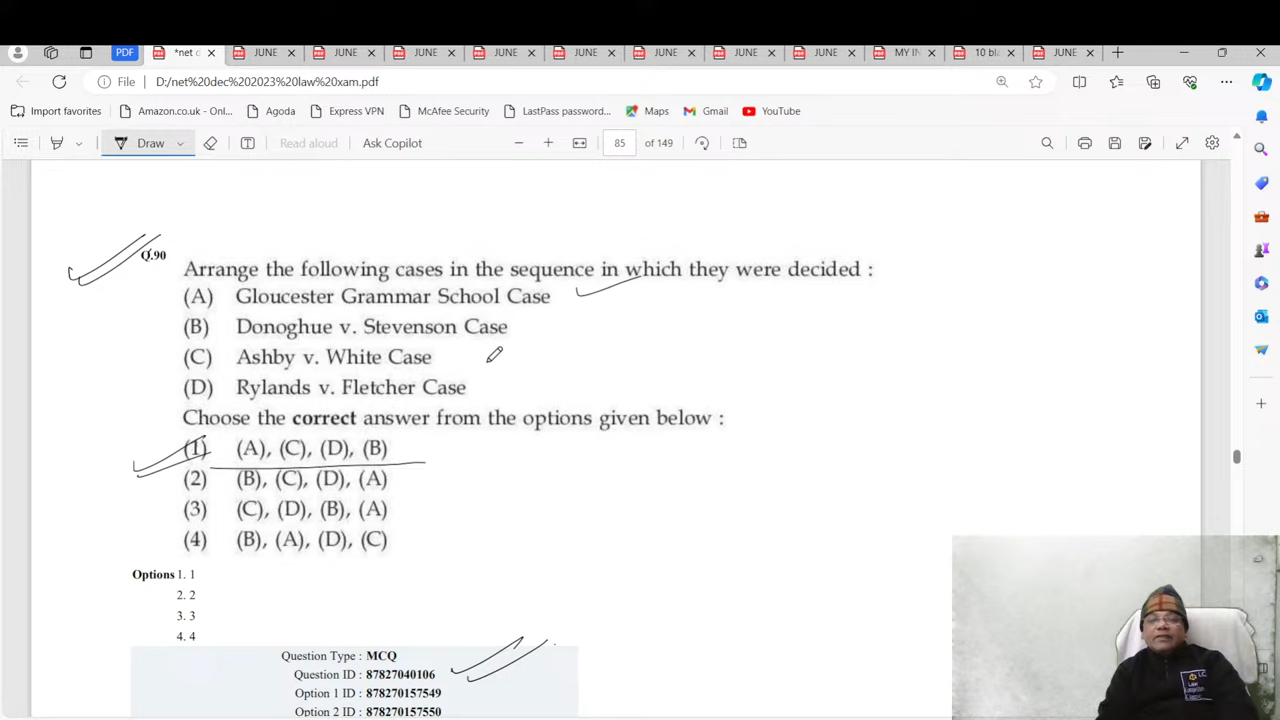 PDF
*net d
JUNE
JUNE
JUNE
JUNE
JUNE
JUNE
JUNE
JUNE
MY IN
10 bl
JUNE
File
D:/net%20dec%202023%20law%20xam.pdf
Import favorites
Amazon.co.uk - Onl...
Agoda
Express VPN
McAfee Security
LastPass password...
Maps
Gmail
YouTube
Draw
Read aloud
Ask Copilot
85
of 149
Q.90
Arrange the following cases in the sequence in which they were decided :
(A) Gloucester Grammar School Case
(B) Donoghue v. Stevenson Case
(C) Ashby v. White Case
(D) Rylands v. Fletcher Case
Choose the correct answer from the options given below :
(1) (A), (C), (D), (B)
(2) (B), (C), (D), (A)
(3) (C), (D), (B), (A)
(4) (B), (A), (D), (C)
Options 1. 1
2. 2
3. 3
4. 4
Question Type : MCQ
Question ID : 87827040106
Option 1 ID : 878270157549
Option 2 ID : 878270157550